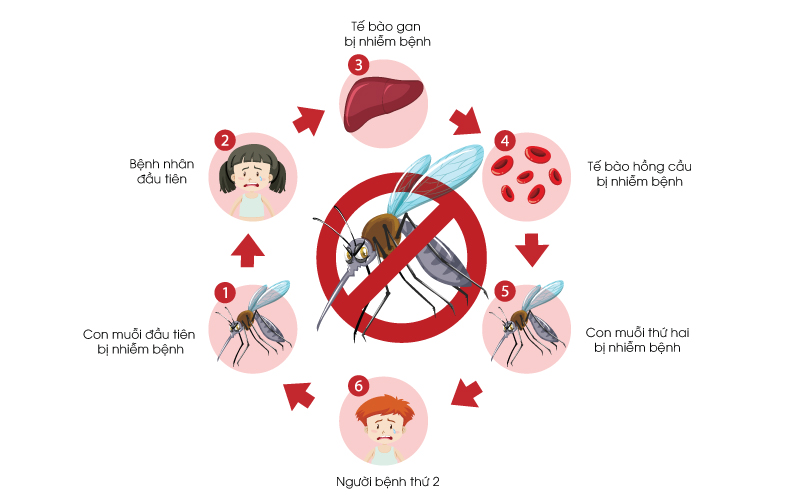 1
Con muỗi đầu tiên
bị nhiễm bệnh
2
Bệnh nhân
đầu tiên
3
Tế bào gan
bị nhiễm bệnh
4
Tế bào hồng cầu
bị nhiễm bệnh
5
Con muỗi thứ hai
bị nhiễm bệnh
6
Người bệnh thứ 2